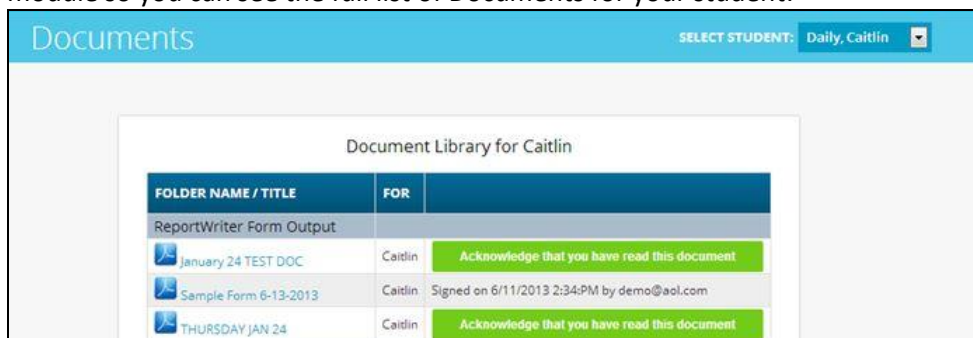 module so you can see the full list of Documents for your student.
Documents
SELECT STUDENT: Daily, Caitlin
Document Library for Caitlin
FOLDER NAME / TITLE FOR
ReportWriter Form Output
January 24 TEST DOC Caitlin Acknowledge that you have read this document
Sample Form 6-13-2013 Caitlin Signed on 6/11/2013 2:34:PM by demo@aol.com
THURSDAY JAN 24 Caitlin Acknowledge that you have read this document